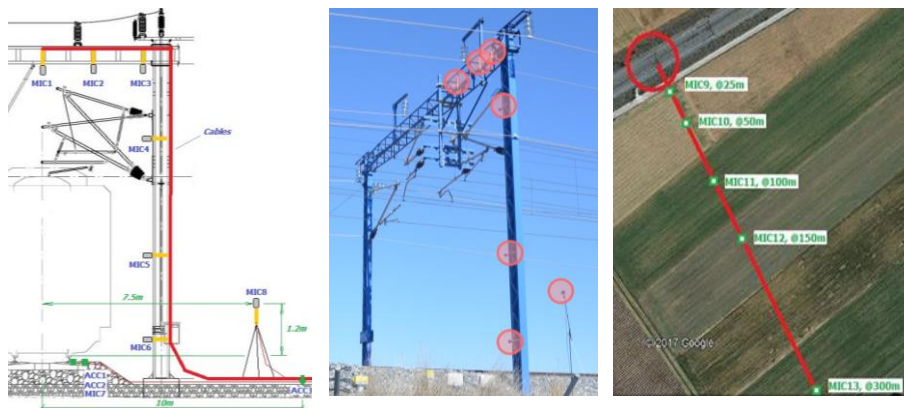 MIC1
MIC2
MIC3
MIC4
Cables
MIC5
7.5m
MIC8
1.2m
MIC6
ACC1
ACC2
MIC7
10m
MIC9, @25m
MIC10, @50m
MIC11, @100m
MIC12, @150m
© 2017 Google
MIC13, @300m